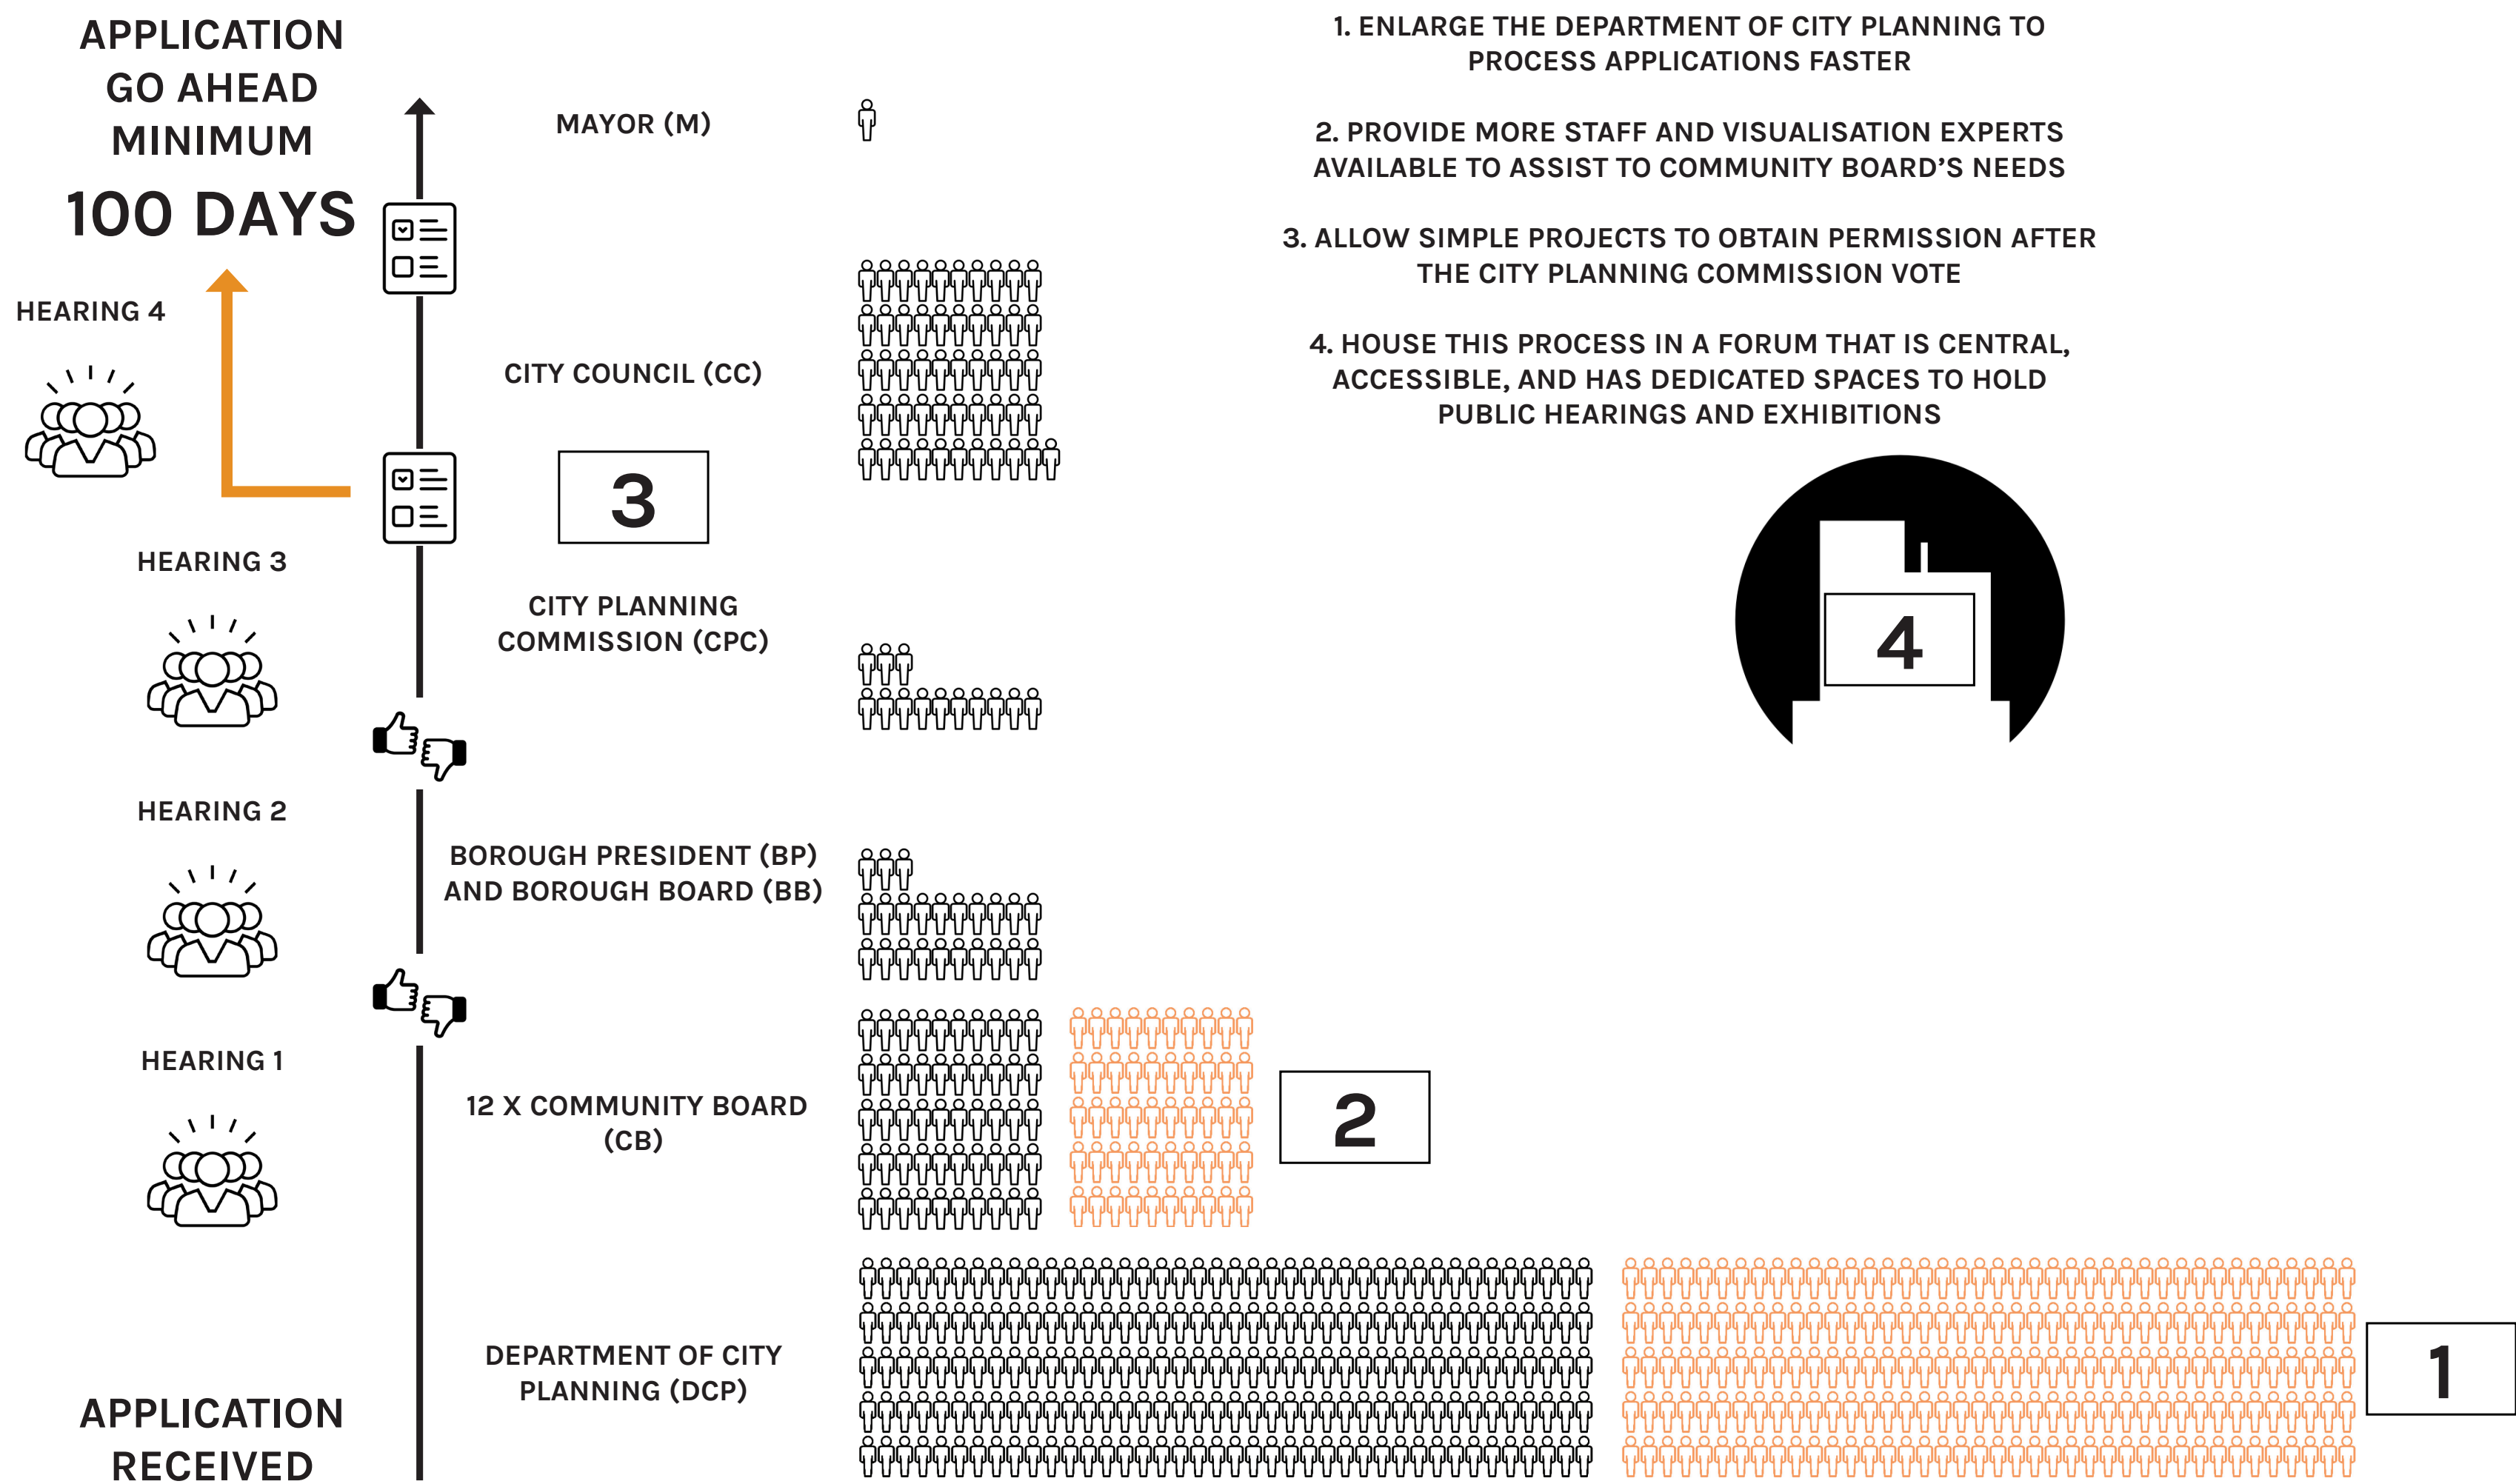 APPLICATION
GO AHEAD
MINIMUM
100 DAYS
MAYOR (M)
1. ENLARGE THE DEPARTMENT OF CITY PLANNING TO
PROCESS APPLICATIONS FASTER
2. PROVIDE MORE STAFF AND VISUALISATION EXPERTS
AVAILABLE TO ASSIST TO COMMUNITY BOARD'S NEEDS
3. ALLOW SIMPLE PROJECTS TO OBTAIN PERMISSION AFTER
THE CITY PLANNING COMMISSION VOTE
4. HOUSE THIS PROCESS IN A FORUM THAT IS CENTRAL,
ACCESSIBLE, AND HAS DEDICATED SPACES TO HOLD
PUBLIC HEARINGS AND EXHIBITIONS
HEARING 4
CITY COUNCIL (CC)
3
HEARING 3
CITY PLANNING
COMMISSION (CPC)
4
HEARING 2
BOROUGH PRESIDENT (BP)
AND BOROUGH BOARD (BB)
HEARING 1
12 X COMMUNITY BOARD
(CB)
2
DEPARTMENT OF CITY
PLANNING (DCP)
1
APPLICATION
RECEIVED